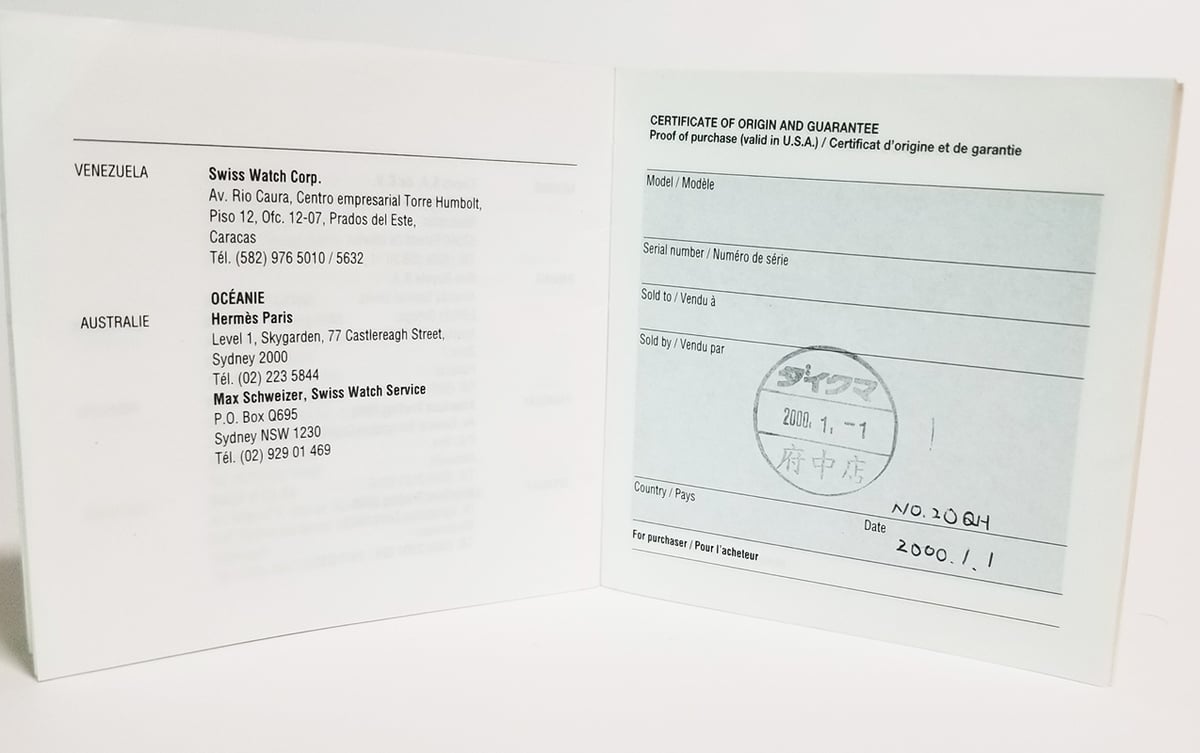 VENEZUELA
Swiss Watch Corp.
Av. Rio Caura, Centro empresarial Torre Humbolt,
Piso 12, Ofc. 12-07, Prados del Este,
Caracas
Tél. (582) 976 5010 / 5632
OCÉANIE
AUSTRALIE
Hermès Paris
Level 1, Skygarden, 77 Castlereagh Street,
Sydney 2000
Tél. (02) 223 5844
Max Schweizer, Swiss Watch Service
P.O. Box Q695
Sydney NSW 1230
Tél. (02) 929 01 469
CERTIFICATE OF ORIGIN AND GUARANTEE
Proof of purchase (valid in U.S.A.) / Certificat d'origine et de garantie
Model / Modèle
Serial number / Numéro de série
Sold to / Vendu à
Sold by / Vendu par
ダイクマ
2000. 1. -1
府中店
Country / Pays
NO. 20QH
Date
2000.1.1
For purchaser / Pour l'acheteur